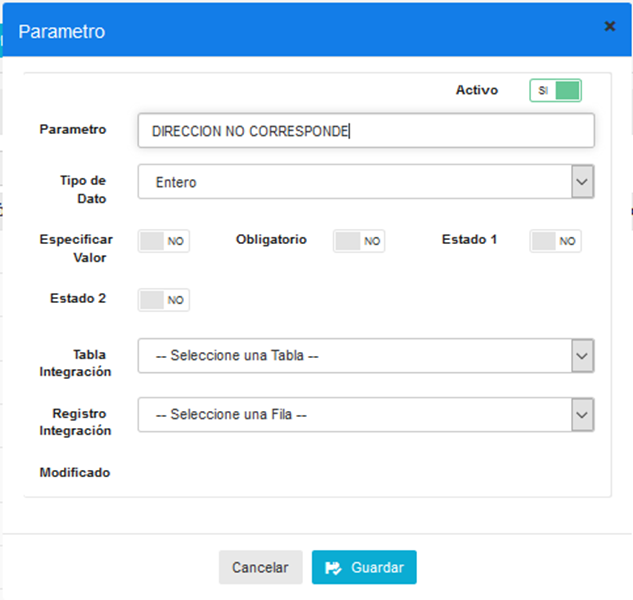 Parametro
Activo SI
Parametro DIRECCION NO CORRESPONDE
Tipo de
Dato
Entero
Especificar
Valor
NO
Obligatorio NO
Estado 1 NO
Estado 2 NO
Tabla
Integración
-- Seleccione una Tabla --
Registro
Integración
-- Seleccione una Fila --
Modificado
Cancelar Guardar